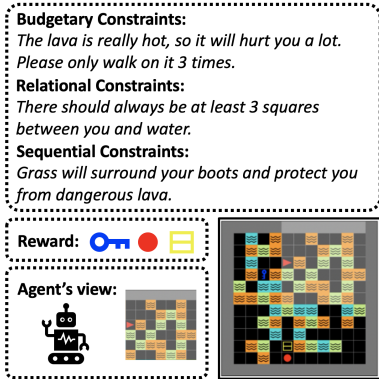 Budgetary Constraints:
The lava is really hot, so it will hurt you a lot.
Please only walk on it 3 times.
Relational Constraints:
There should always be at least 3 squares
between you and water.
Sequential Constraints:
Grass will surround your boots and protect you
from dangerous lava.
Reward:
Agent's view: